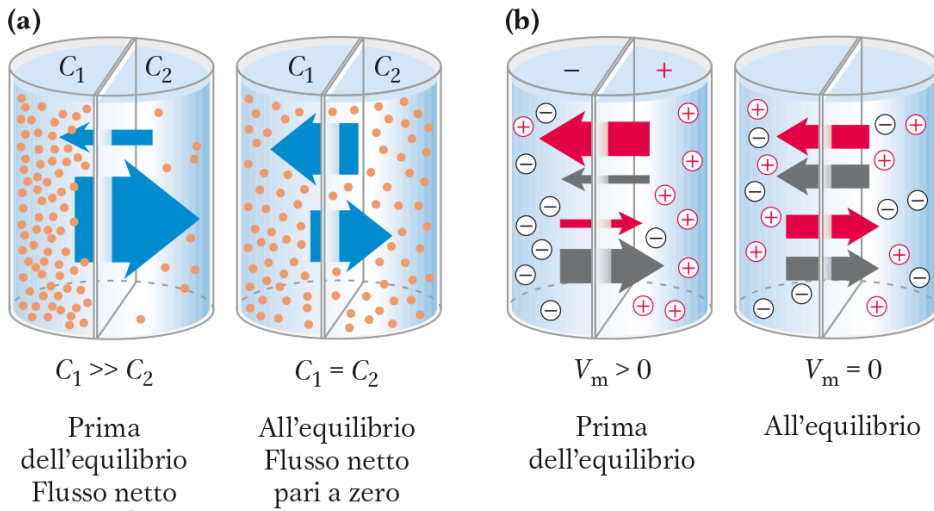 (a)
C₁ C₂
C₁ C₂
C₁ >> C₂
C₁ = C₂
Prima
dell'equilibrio
Flusso netto
All'equilibrio
Flusso netto
pari a zero
(b)
− +
Vₘ > 0
Vₘ = 0
Prima
dell'equilibrio
All'equilibrio